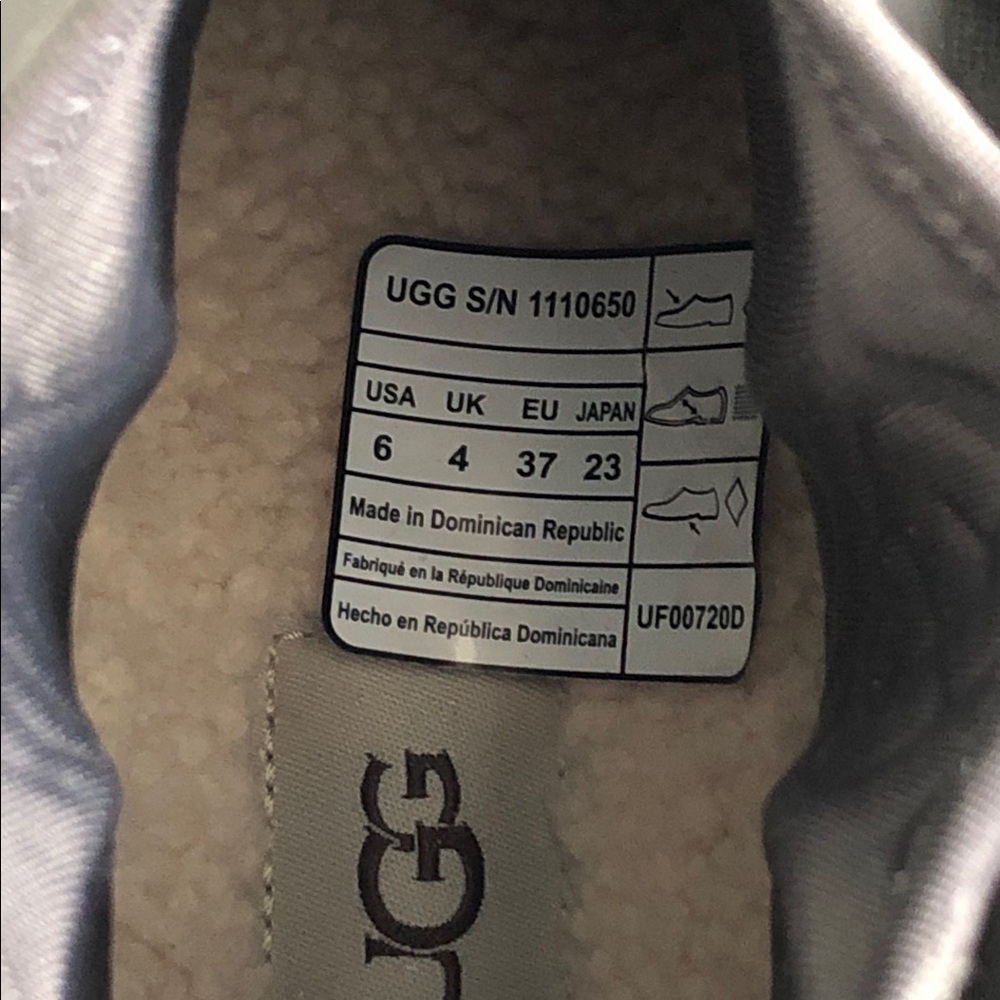 UGG S/N 1110650
USA UK EU JAPAN
6 4 37 23
Made in Dominican Republic
Fabriqué en la République Dominicaine
Hecho en República Dominicana
UF00720D
UGG